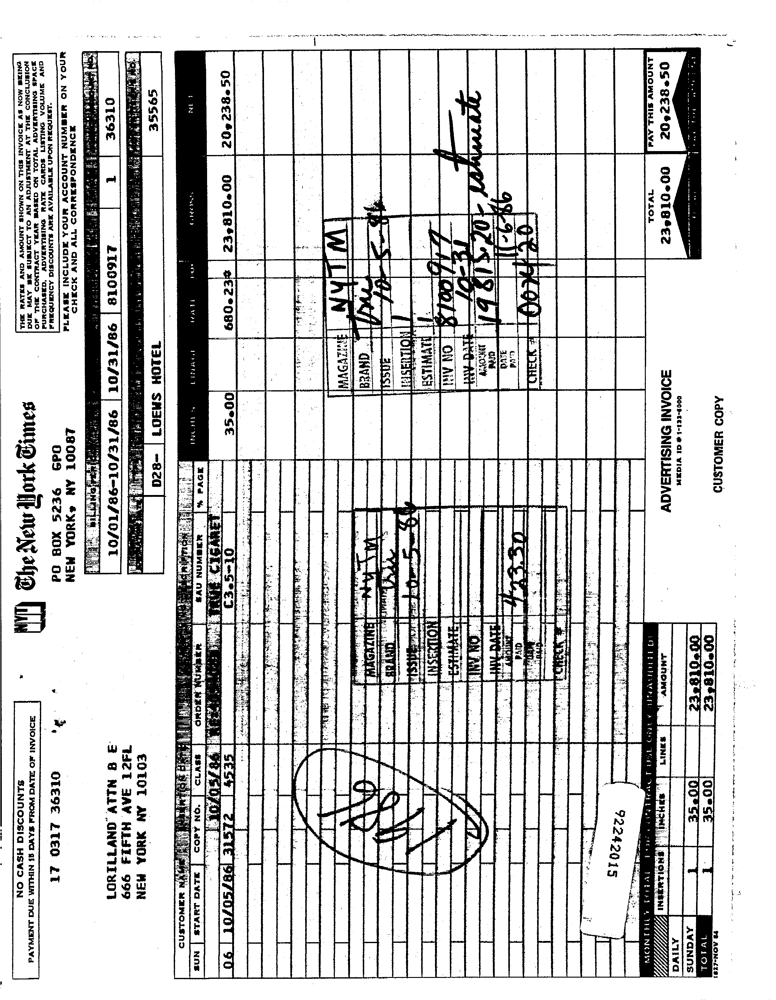 NO CASH DISCOUNTS
PAYMENT DUE WITHIN 15 DAYS FROM DATE OF INVOICE
17 0317 36310
LORILLAND ATTN B E
666 FIFTH AVE 12FL
NEW YORK NY 10103
NYT The New York Times
PO BOX 5236 GPO
NEW YORK, NY 10087
THE RATES AND AMOUNT SHOWN ON THIS INVOICE AS NOW BEING
DUE MAY BE SUBJECT TO AN ADJUSTMENT AT THE CONCLUSION
OF THE CONTRACT YEAR BASED ON TOTAL ADVERTISING SPACE
PURCHASED. ADVERTISING RATE CARDS LISTING VOLUME AND
FREQUENCY DISCOUNTS ARE AVAILABLE UPON REQUEST.
PLEASE INCLUDE YOUR ACCOUNT NUMBER ON YOUR
CHECK AND ALL CORRESPONDENCE
BILLING PERIOD
10/01/86-10/31/86 10/31/86 8100917 1 36310
D28- LOEWS HOTEL 35565
CUSTOMER NAME
SUN START DATE COPY NO. CLASS ORDER NUMBER SAU NUMBER % PAGE INCHES LINAGE RATE GROSS NET
10/05/86 TRUE CIGARET
06 10/05/86 31572 4535 C3.5-10 35.00 680.23* 23,810.00 20,238.50
MAGAZINE NYTM
BRAND True
ISSUE 10-5-86
INSERTION 1
ESTIMATE 1
INV NO 8100917
INV DATE 10-31
AMOUNT PAID 19815.20 - estimate
DATE PAID 11-6-86
CHECK #
MAGAZINE NYTM
BRAND True
ISSUE 10-5-86
INSERTION
ESTIMATE
INV. NO
INV. DATE
AMOUNT PAID 423.30
CHECK #
92242015
INSERTIONS INCHES LINES AMOUNT
DAILY
SUNDAY 1 35.00 23,810.00
TOTAL 1 35.00 23,810.00
1827-NOV 84
ADVERTISING INVOICE
MEDIA ID #1-133-6000
CUSTOMER COPY
TOTAL
23,810.00
PAY THIS AMOUNT
20,238.50